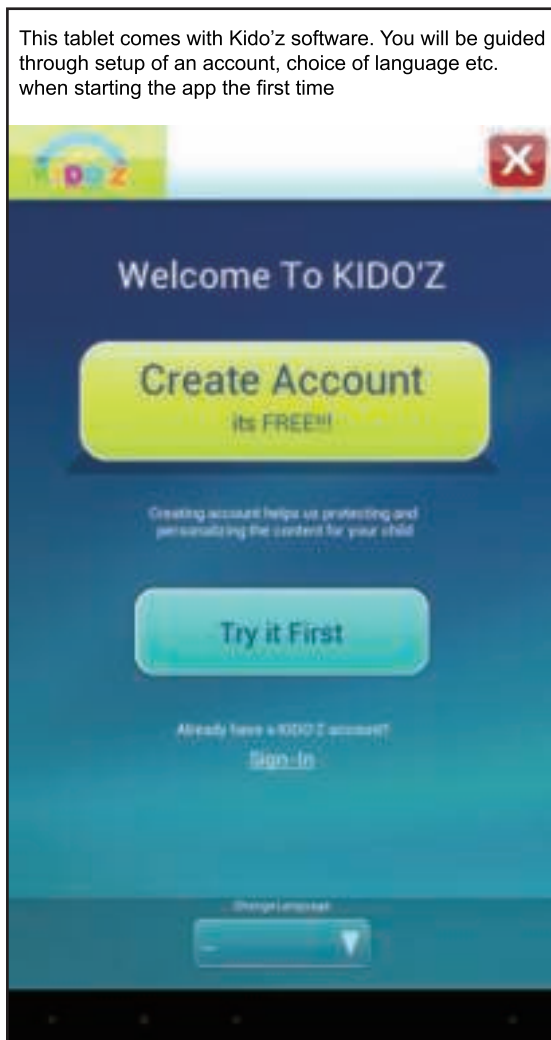 This tablet comes with Kido’z software. You will be guided
through setup of an account, choice of language etc.
when starting the app the first time
KIDO'Z
Welcome To KIDO'Z
Create Account
its FREE!!!
Creating account helps us protecting and
personalizing the content for your child
Try it First
Already have a KIDO'Z account?
Sign-In
Change Language